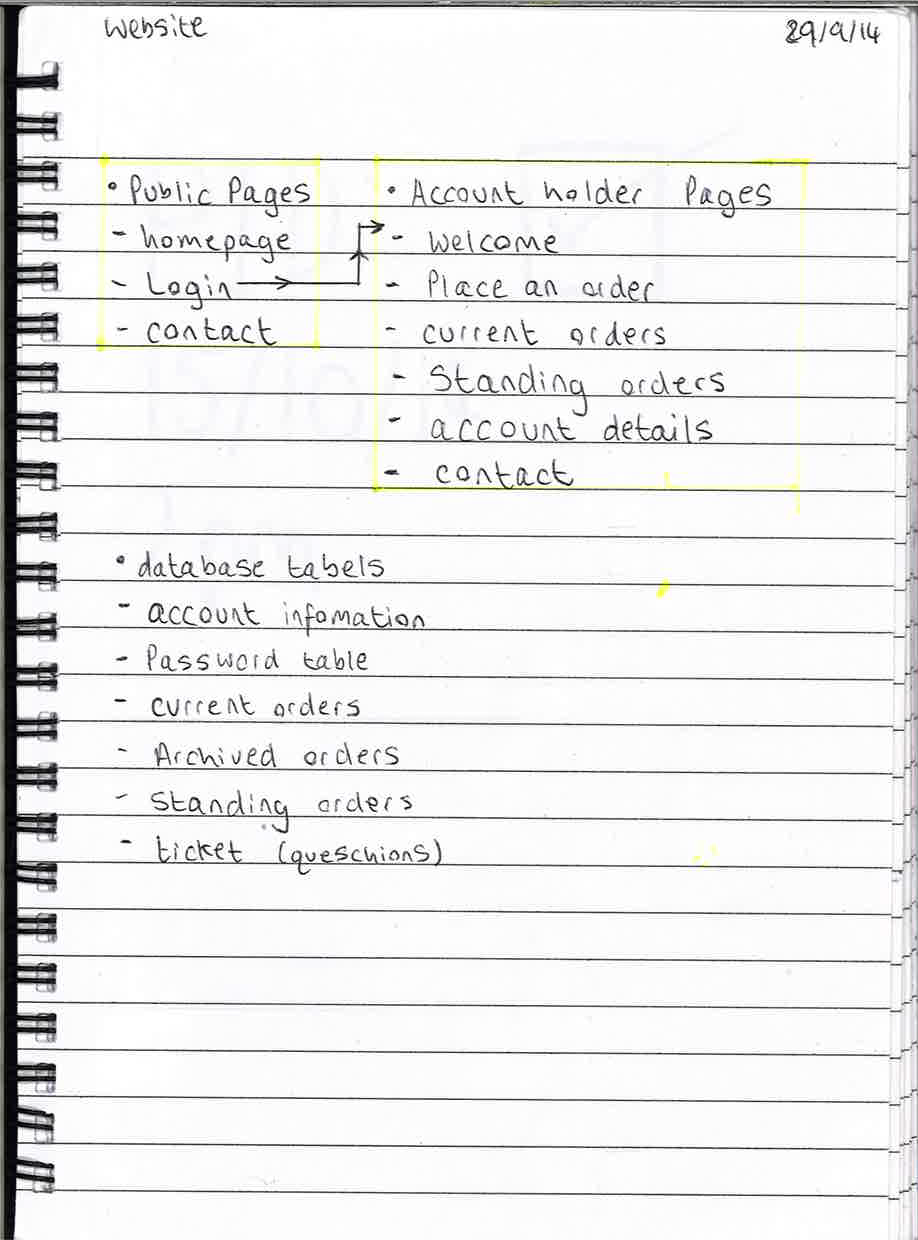 Website 29/9/14
• Public Pages
- homepage
- Login
- contact
• Account holder Pages
- Welcome
- Place an order
- current orders
- Standing orders
- account details
- contact
• database tabels
- account infomation
- Password table
- current orders
- Archived orders
- Standing orders
- ticket (queschions)